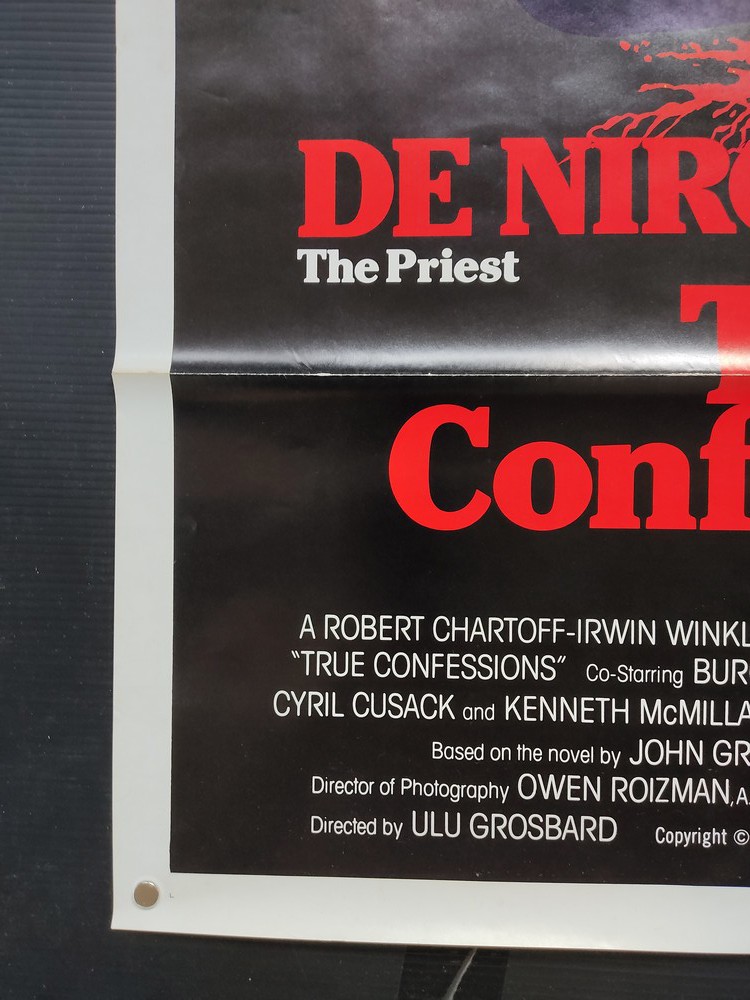 DE NIRO
The Priest
T
Conf
A ROBERT CHARTOFF-IRWIN WINKL
"TRUE CONFESSIONS" Co-Starring BURG
CYRIL CUSACK and KENNETH McMILLA
Based on the novel by JOHN GR
Director of Photography OWEN ROIZMAN, A.
Directed by ULU GROSBARD Copyright ©